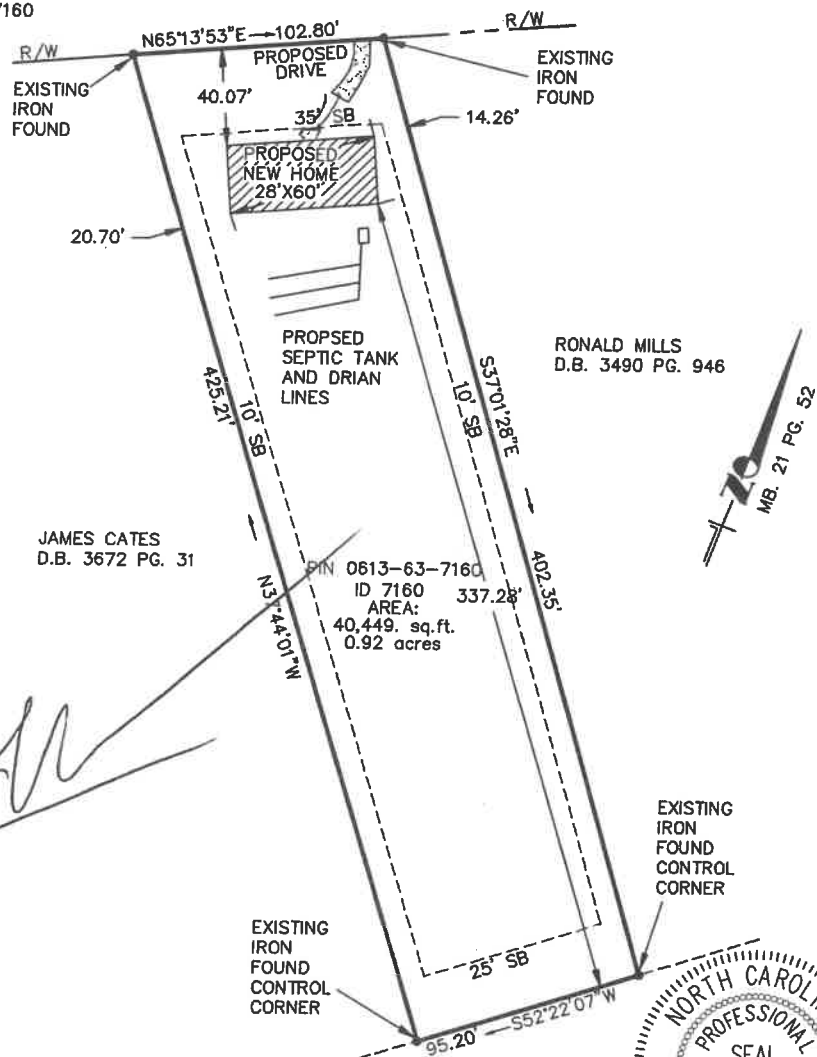 7160
R/W
N65°13'53"E 102.80'
R/W
PROPOSED
DRIVE
EXISTING
IRON
FOUND
EXISTING
IRON
FOUND
40.07'
35' SB
14.26'
PROPOSED
NEW HOME
28'X60'
20.70'
PROPSED
SEPTIC TANK
AND DRIAN
LINES
RONALD MILLS
D.B. 3490 PG. 946
MB. 21 PG. 52
425.21'
10' SB
S37°01'28"E
10' SB
JAMES CATES
D.B. 3672 PG. 31
PIN 0613-63-7160
ID 7160
AREA:
40,449. sq.ft.
0.92 acres
337.28'
402.35'
44'01"W
EXISTING
IRON
FOUND
CONTROL
CORNER
EXISTING
IRON
FOUND
CONTROL
CORNER
25' SB
95.20' S52°22'07"W
NORTH CAROLIN
PROFESSIONAL
SEAL